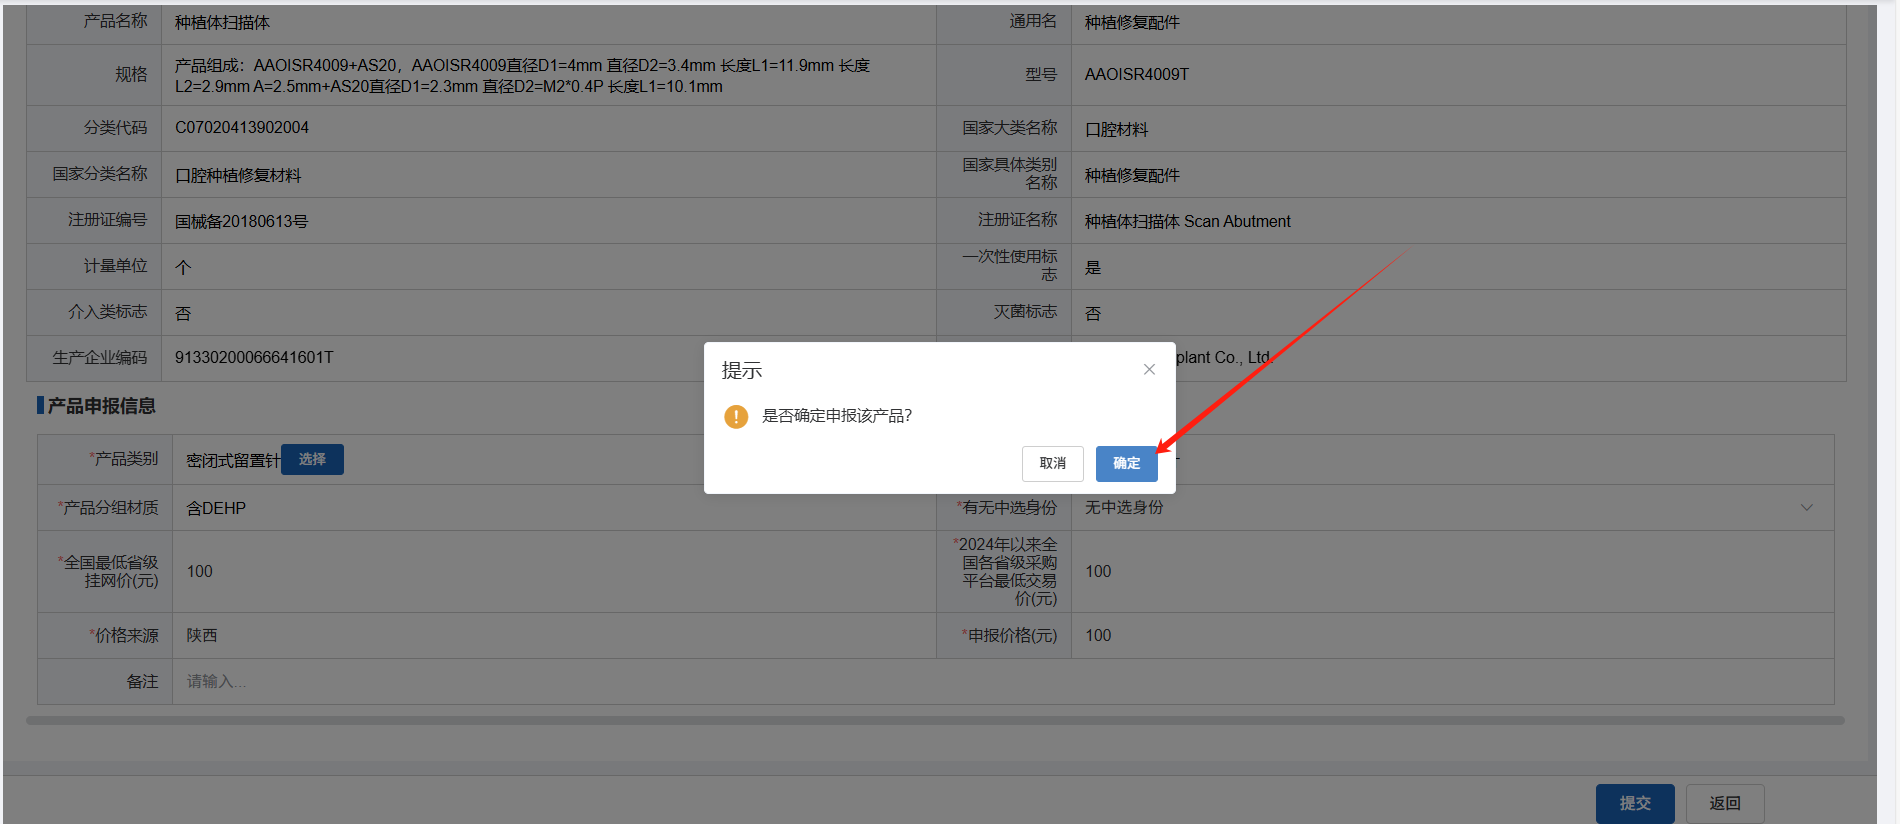 产品名称 种植体扫描体 通用名 种植修复配件
规格 产品组成：AAOISR4009+AS20，AAOISR4009直径D1=4mm 直径D2=3.4mm 长度L1=11.9mm 长度
L2=2.9mm A=2.5mm+AS20直径D1=2.3mm 直径D2=M2*0.4P 长度L1=10.1mm
型号 AAOISR4009T
分类代码 C07020413902004 国家大类名称 口腔材料
国家分类名称 口腔种植修复材料 国家具体类别
名称 种植修复配件
注册证编号 国械备20180613号 注册证名称 种植体扫描体 Scan Abutment
计量单位 个 一次性使用标
志 是
介入类标志 否 灭菌标志 否
生产企业编码 91330200066641601T plant Co., Ltd.
提示
是否确定申报该产品？
取消 确定
产品申报信息
*产品类别 密闭式留置针 选择
*产品分组材质 含DEHP *有无中选身份 无中选身份
*全国最低省级
挂网价(元) 100
*2024年以来全
国各省级采购
平台最低交易
价(元) 100
*价格来源 陕西 *申报价格(元) 100
备注 请输入...
提交 返回